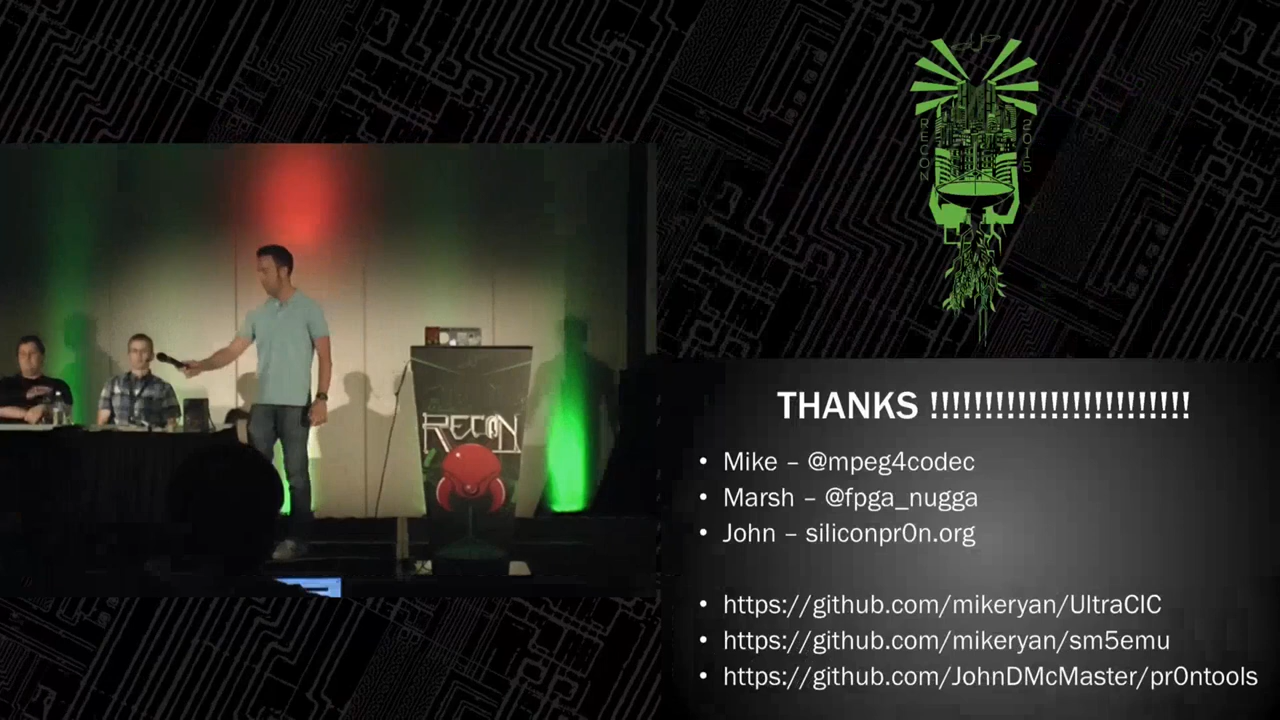 RECON
2015
RECON
THANKS !!!!!!!!!!!!!!!!!!!!!!!!
• Mike – @mpeg4codec
• Marsh – @fpga_nugga
• John – siliconpr0n.org
• https://github.com/mikeryan/UltraCIC
• https://github.com/mikeryan/sm5emu
• https://github.com/JohnDMcMaster/pr0ntools